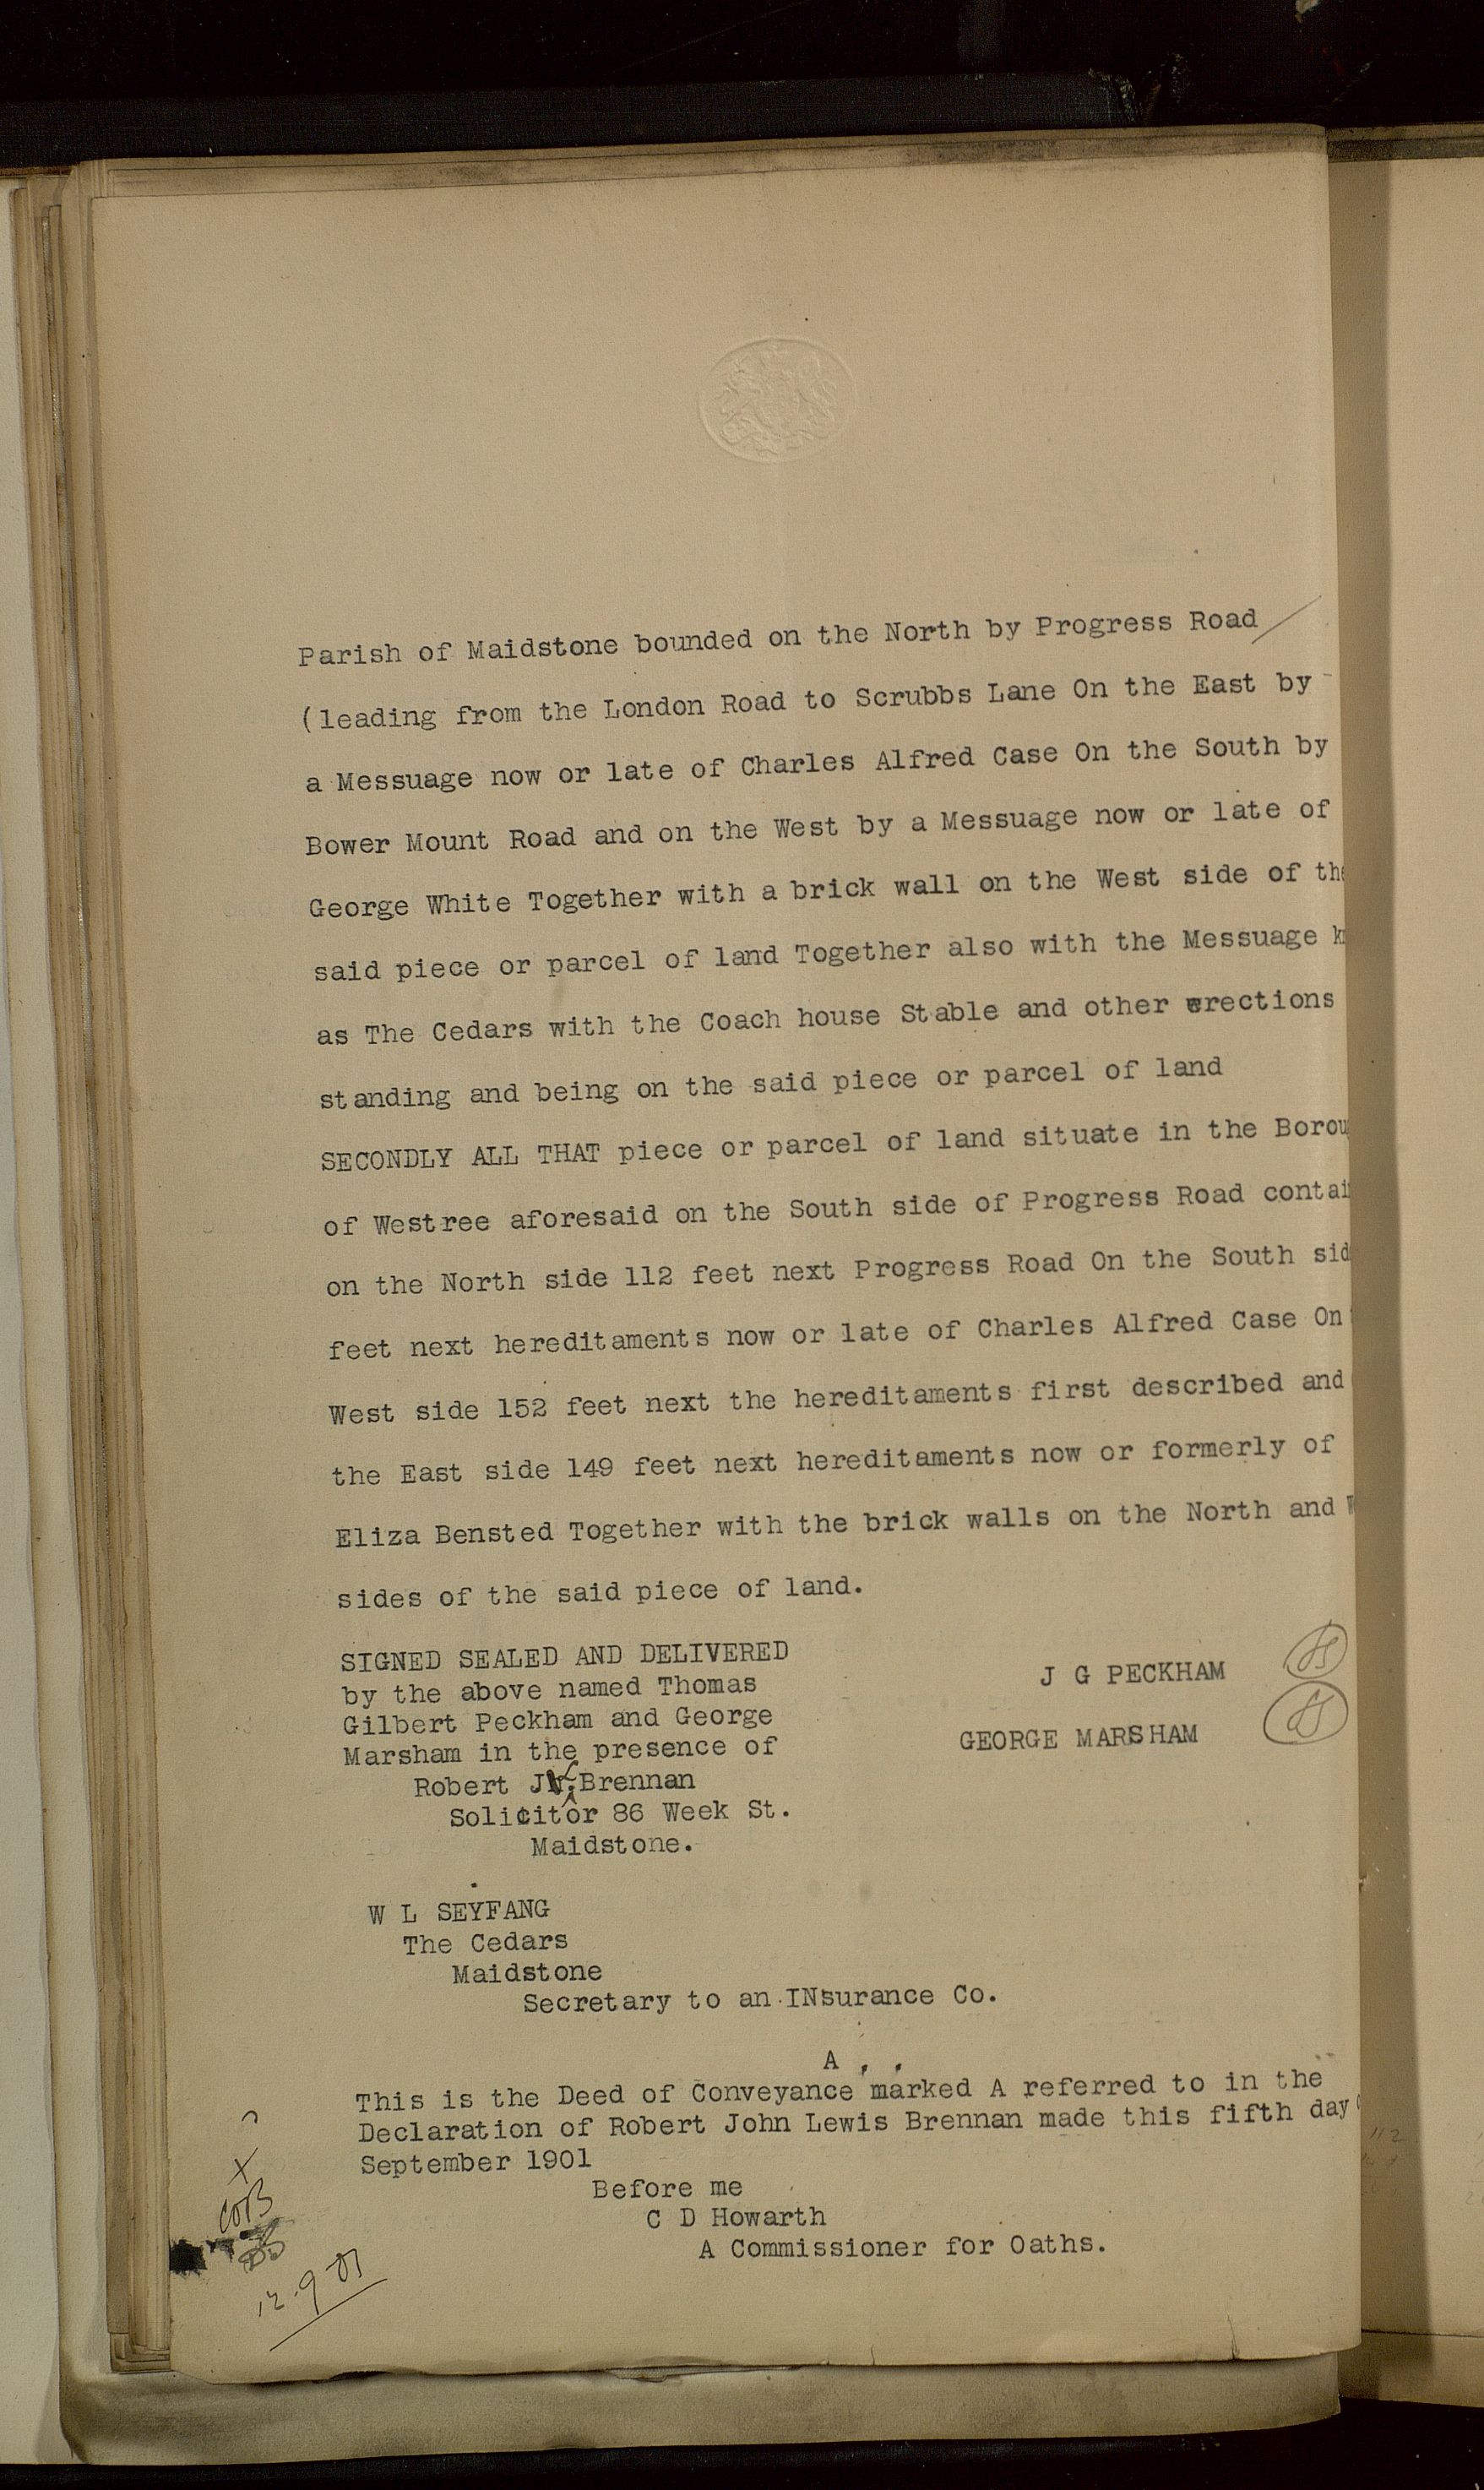 Parish of Maidstone bounded on the North by Progress Road
(leading from the London Road to Scrubbs Lane On the East by
a Messuage now or late of Charles Alfred Case On the South by
Bower Mount Road and on the West by a Messuage now or late of
George White Together with a brick wall on the West side of the
said piece or parcel of land Together also with the Messuage
as The Cedars with the Coach house Stable and other erections
standing and being on the said piece or parcel of land
SECONDLY ALL THAT piece or parcel of land situate in the Borou
of Westree aforesaid on the South side of Progress Road contai
on the North side 112 feet next Progress Road On the South sid
feet next hereditaments now or late of Charles Alfred Case On
West side 152 feet next the hereditaments first described and
the East side 149 feet next hereditaments now or formerly of
Eliza Bensted Together with the brick walls on the North and
sides of the said piece of land.
SIGNED SEALED AND DELIVERED
by the above named Thomas
Gilbert Peckham and George
Marsham in the presence of
Robert J L Brennan
Solicitor 86 Week St.
Maidstone.
J G PECKHAM
GEORGE MARSHAM
W L SEYFANG
The Cedars
Maidstone
Secretary to an INsurance Co.
A
This is the Deed of Conveyance marked A referred to in the
Declaration of Robert John Lewis Brennan made this fifth day
September 1901
Before me
C D Howarth
A Commissioner for Oaths.
12.9.01